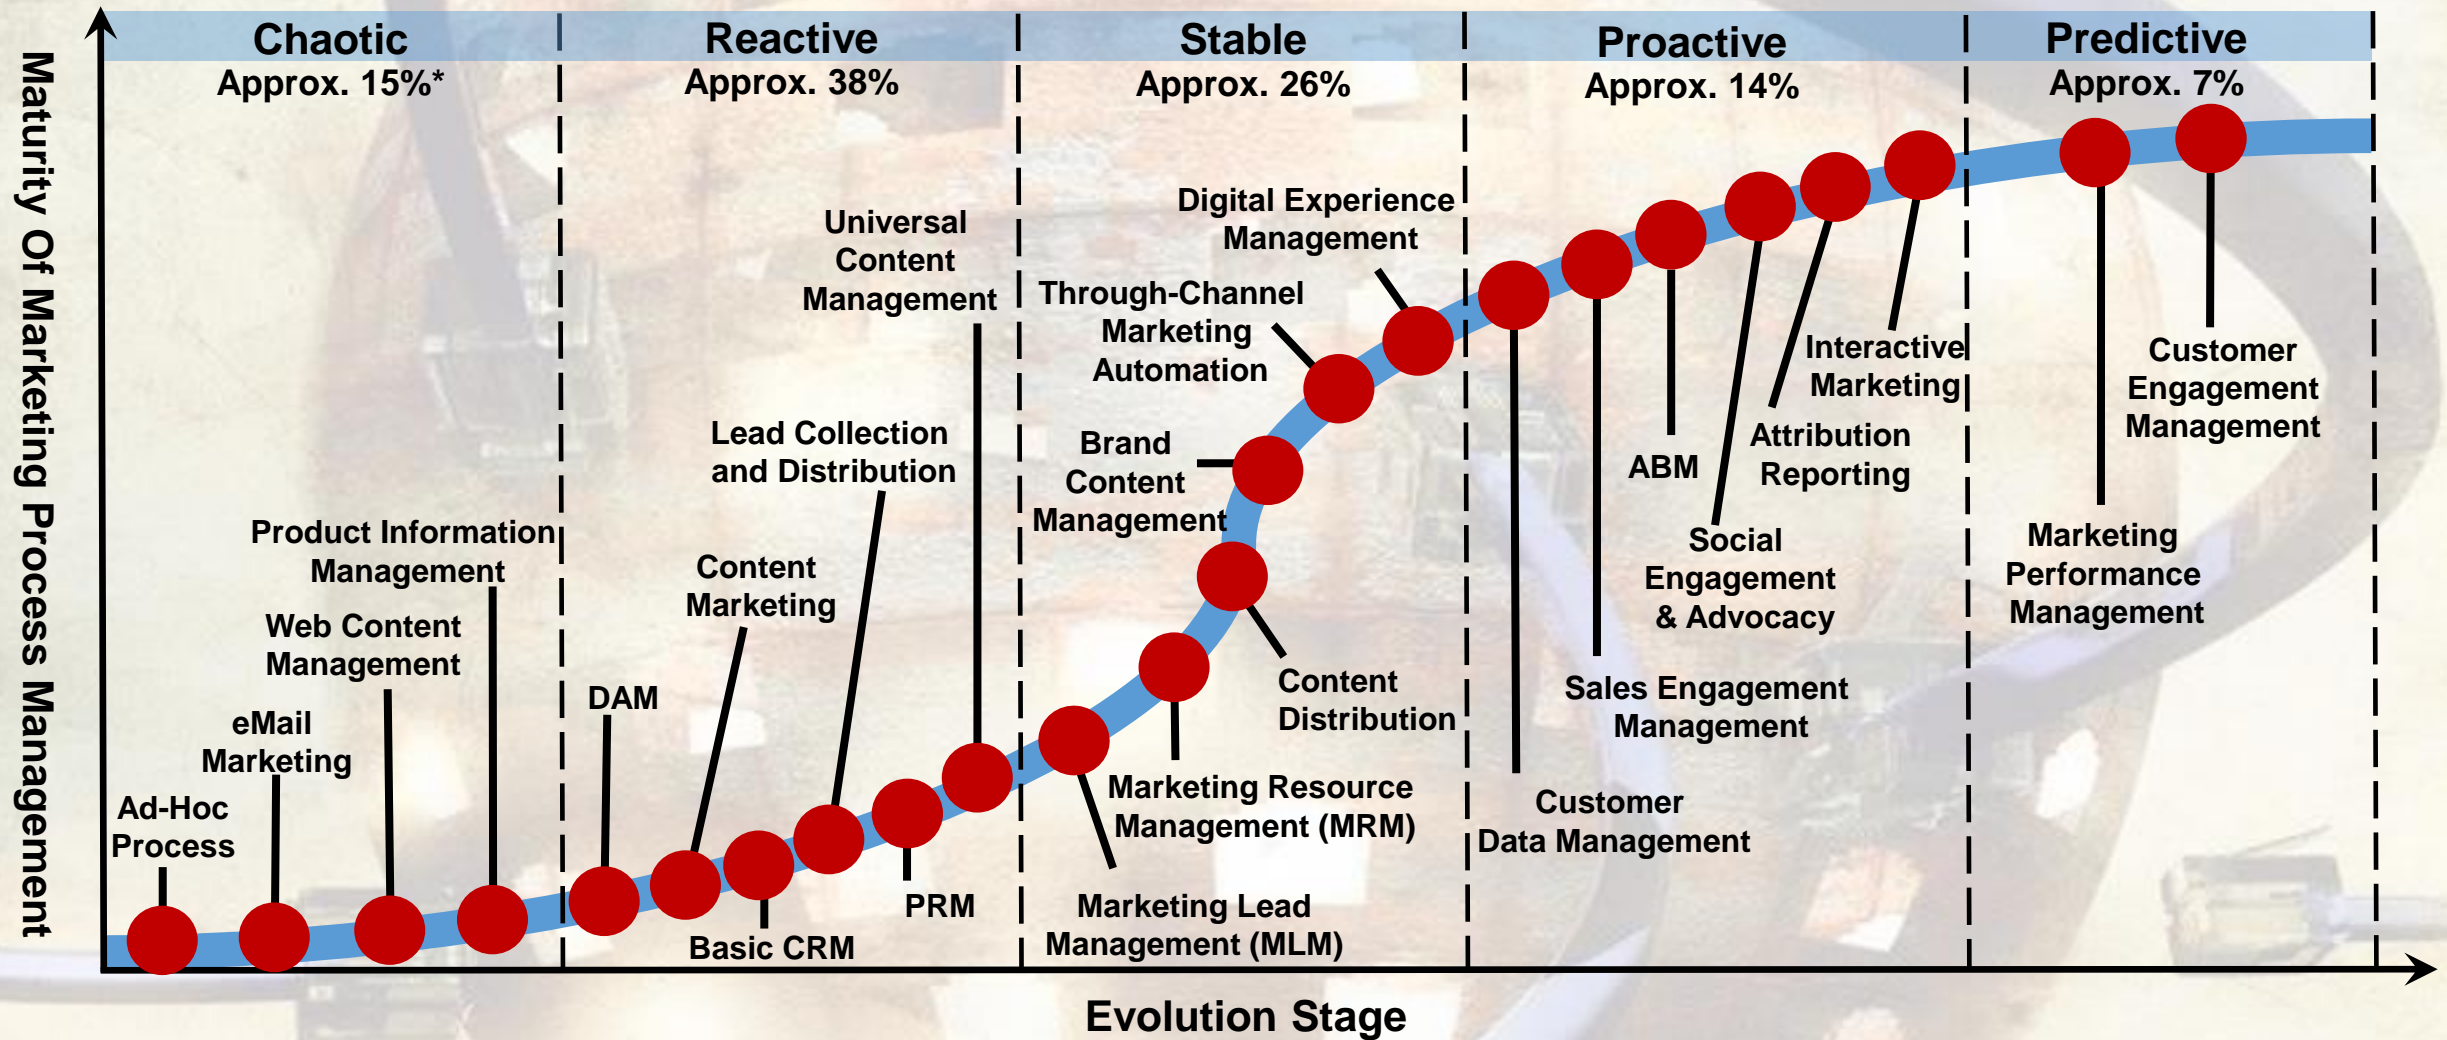 Maturity Of Marketing Process Management
Chaotic
Approx. 15%*
Reactive
Approx. 38%
Stable
Approx. 26%
Proactive
Approx. 14%
Predictive
Approx. 7%
Ad-Hoc
Process
eMail
Marketing
Web Content
Management
Product Information
Management
DAM
Content
Marketing
Basic CRM
Lead Collection
and Distribution
PRM
Universal
Content
Management
Marketing Lead
Management (MLM)
Marketing Resource
Management (MRM)
Content
Distribution
Brand
Content
Management
Through-Channel
Marketing
Automation
Digital Experience
Management
Customer
Data Management
Sales Engagement
Management
ABM
Social
Engagement
& Advocacy
Attribution
Reporting
Interactive
Marketing
Marketing
Performance
Management
Customer
Engagement
Management
Evolution Stage